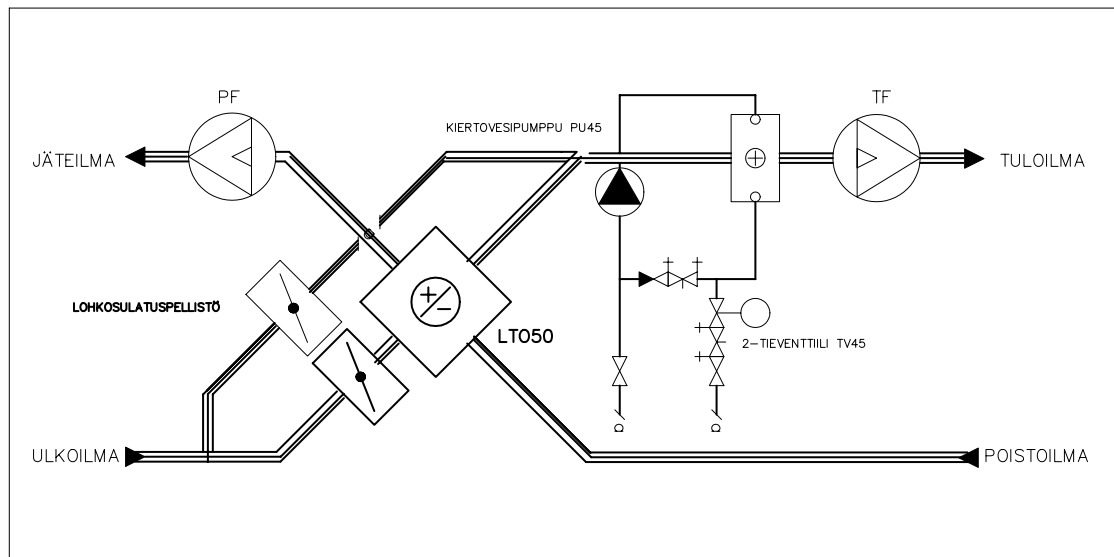 PF
TF
KIERTOVESIPUMPPU PU45
JÄTEILMA
TULOILMA
LOHKOSULATUSPELLISTÖ
LTO50
2-TIEVENTTIILI TV45
ULKOILMA
POISTOILMA